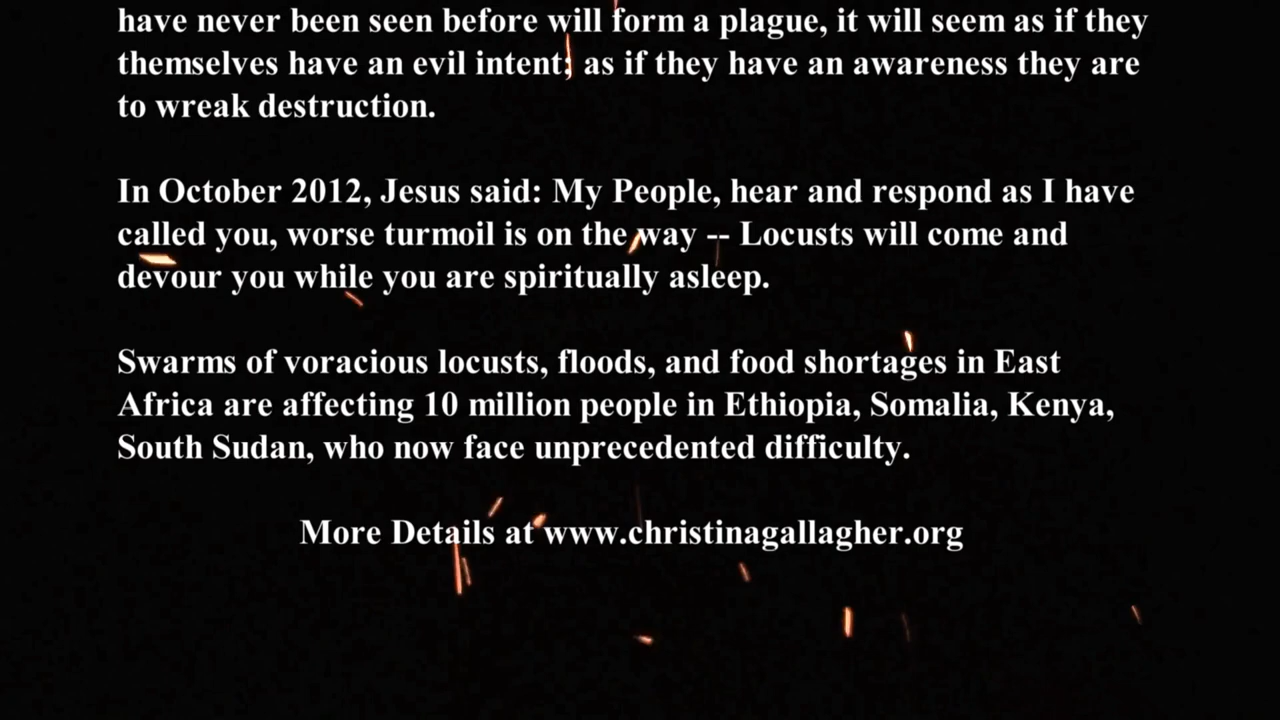 have never been seen before will form a plague, it will seem as if they
themselves have an evil intent; as if they have an awareness they are
to wreak destruction.
In October 2012, Jesus said: My People, hear and respond as I have
called you, worse turmoil is on the way -- Locusts will come and
devour you while you are spiritually asleep.
Swarms of voracious locusts, floods, and food shortages in East
Africa are affecting 10 million people in Ethiopia, Somalia, Kenya,
South Sudan, who now face unprecedented difficulty.
More Details at www.christinagallagher.org